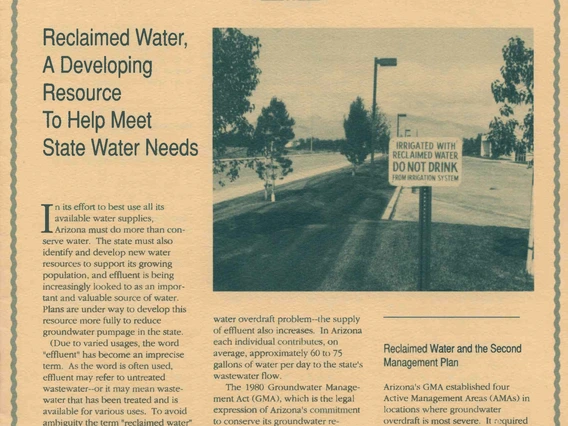 Reclaimed Water,
A Developing
Resource
To Help Meet
State Water Needs
IRRIGATED WITH
RECLAIMED WATER
DO NOT DRINK
FROM IRRIGATION SYSTEM
In its effort to best use all its
available water supplies,
Arizona must do more than con-
serve water. The state must also
identify and develop new water
resources to support its growing
population, and effluent is being
increasingly looked to as an impor-
tant and valuable source of water.
Plans are under way to develop this
resource more fully to reduce
groundwater pumpage in the state.
(Due to varied usages, the word
"effluent" has become an imprecise
term. As the word is often used,
effluent may refer to untreated
wastewater--or it may mean waste-
water that has been treated and is
available for various uses. To avoid
ambiguity the term "reclaimed water"
water overdraft problem--the supply
of effluent also increases. In Arizona
each individual contributes, on
average, approximately 60 to 75
gallons of water per day to the state's
wastewater flow.
The 1980 Groundwater Manage-
ment Act (GMA), which is the legal
expression of Arizona's commitment
to conserve its groundwater re-
Reclaimed Water and the Second
Management Plan
Arizona's GMA established four
Active Management Areas (AMAs) in
locations where groundwater
overdraft is most severe. It required